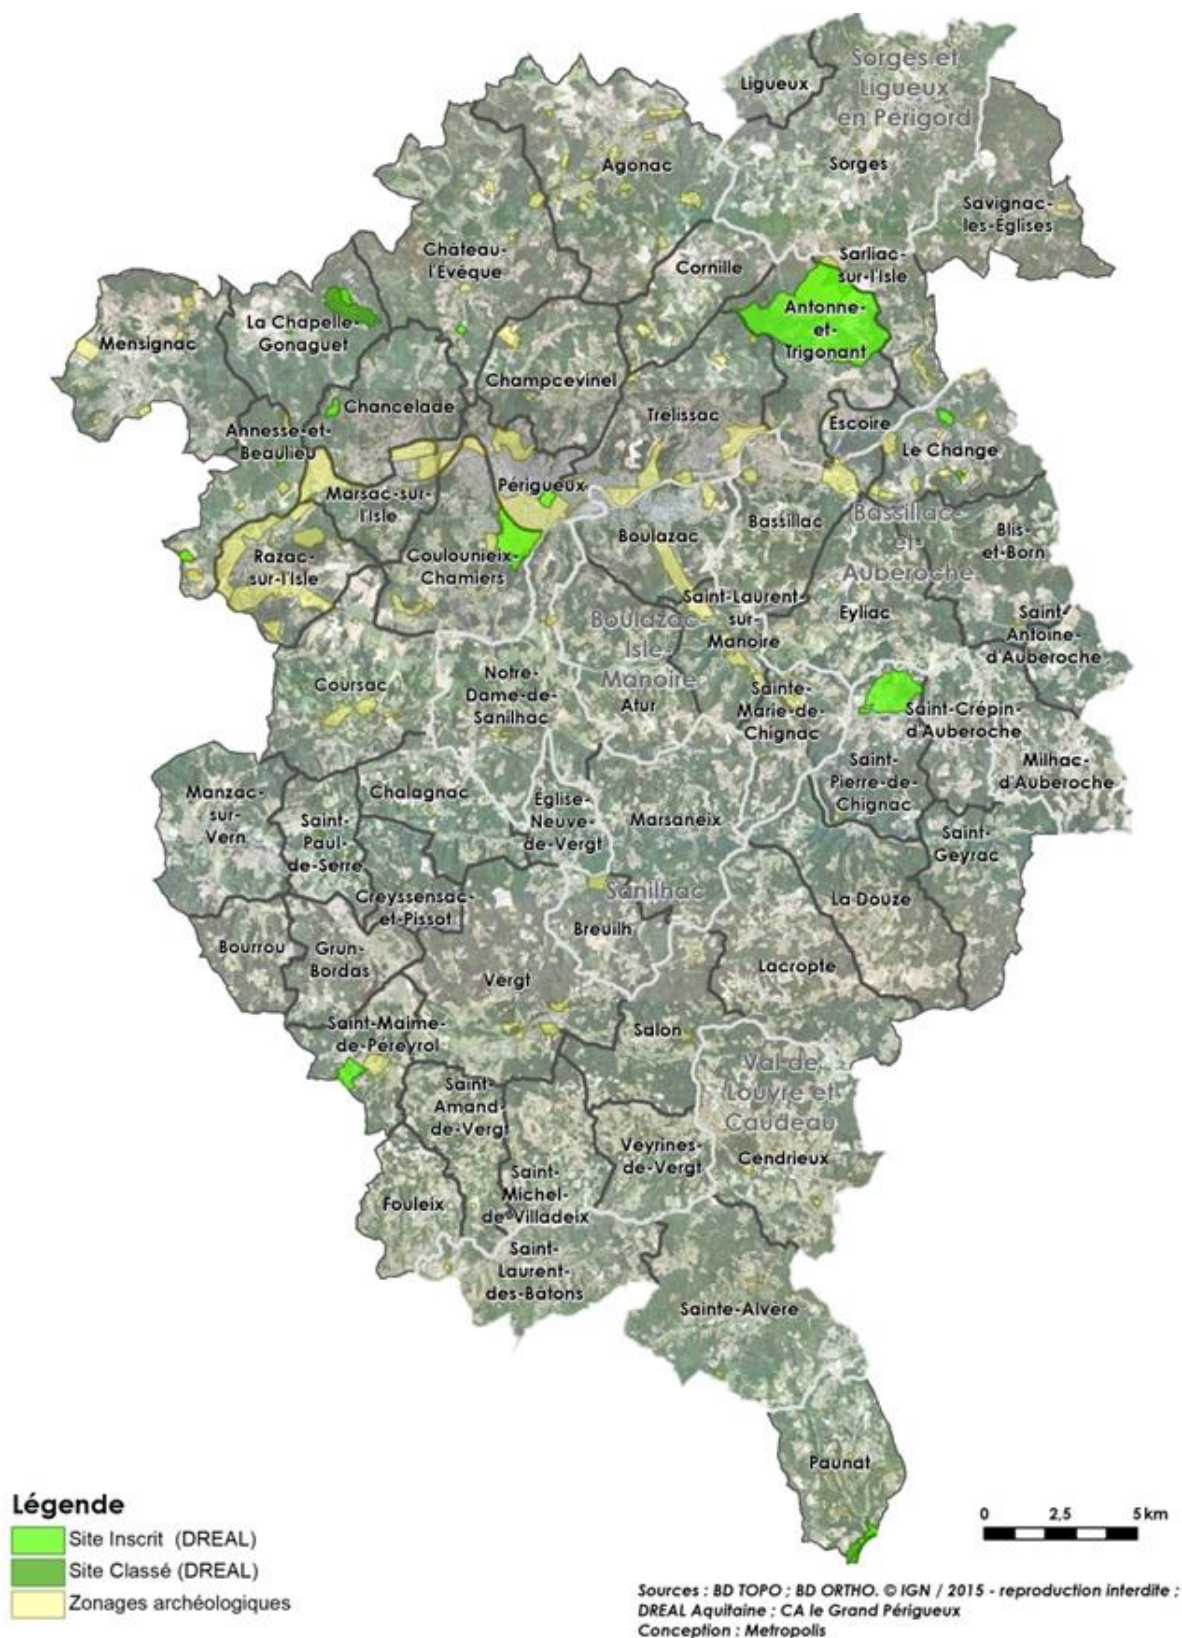 Sorges et
Ligueux
en Périgord
Ligueux
Agonac
Sorges
Savignac-
les-Églises
Château-
l'Evêque
Cornille
Sarliac-
sur-l'Isle
Antonne-
et-
Trigonant
La Chapelle-
Gonaguet
Mensignac
Champcevinel
Chancelade
Trélissac
Escoire
Annesse-et-
Beaulieu
Le Change
Périgueux
Marsac-sur-
l'Isle
Boulazac
Bassillac
Bassillac-
et-
Auberoche
Blis-
et-Born
Razac-
sur-l'Isle
Coulounieix-
Chamiers
Saint-Laurent-
sur-
Manoire
Eyliac
Saint-
Antoine-
d'Auberoche
Boulazac-
Isle-
Manoire
Coursac
Notre-
Dame-de-
Sanilhac
Atur
Sainte-
Marie-de-
Chignac
Saint-Crépin-
d'Auberoche
Saint-
Pierre-de-
Chignac
Milhac-
d'Auberoche
Manzac-
sur-
Vern
Chalagnac
Saint-
Paul-
de-Serre
Église-
Neuve-
de-Vergt
Marsaneix
Saint-
Geyrac
Creyssensac-
et-Pissot
Sanilhac
La Douze
Bourrou
Grun-
Bordas
Breuilh
Vergt
Lacropte
Saint-Maime-
de-Péreyrol
Salon
Val de
Louyre et
Caudeau
Saint-
Amand-
de-Vergt
Veyrines-
de-Vergt
Cendrieux
Fouleix
Saint-
Michel-
de-Villadeix
Saint-
Laurent-
des-Bâtons
Sainte-Alvère
Paunat
Légende
Site Inscrit (DREAL)
Site Classé (DREAL)
Zonages archéologiques
0 2,5 5 km
Sources : BD TOPO ; BD ORTHO. © IGN / 2015 - reproduction interdite ;
DREAL Aquitaine ; CA le Grand Périgueux
Conception : Metropolis